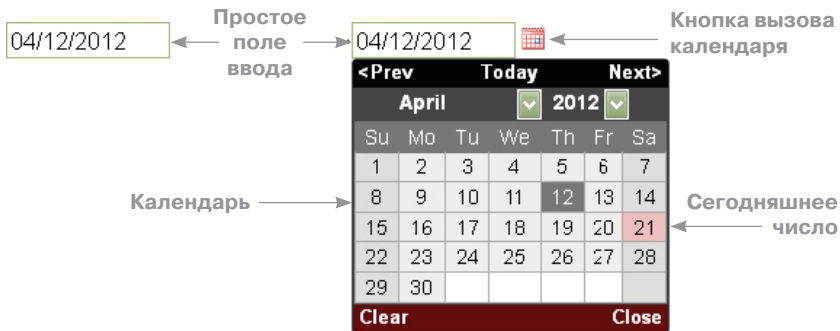 04/12/2012
Простое
поле
ввода
04/12/2012
Кнопка вызова
календаря
<Prev Today Next>
April 2012
Su Mo Tu We Th Fr Sa
1 2 3 4 5 6 7
8 9 10 11 12 13 14
15 16 17 18 19 20 21
22 23 24 25 26 27 28
29 30
Clear Close
Календарь
Сегодняшнее
число